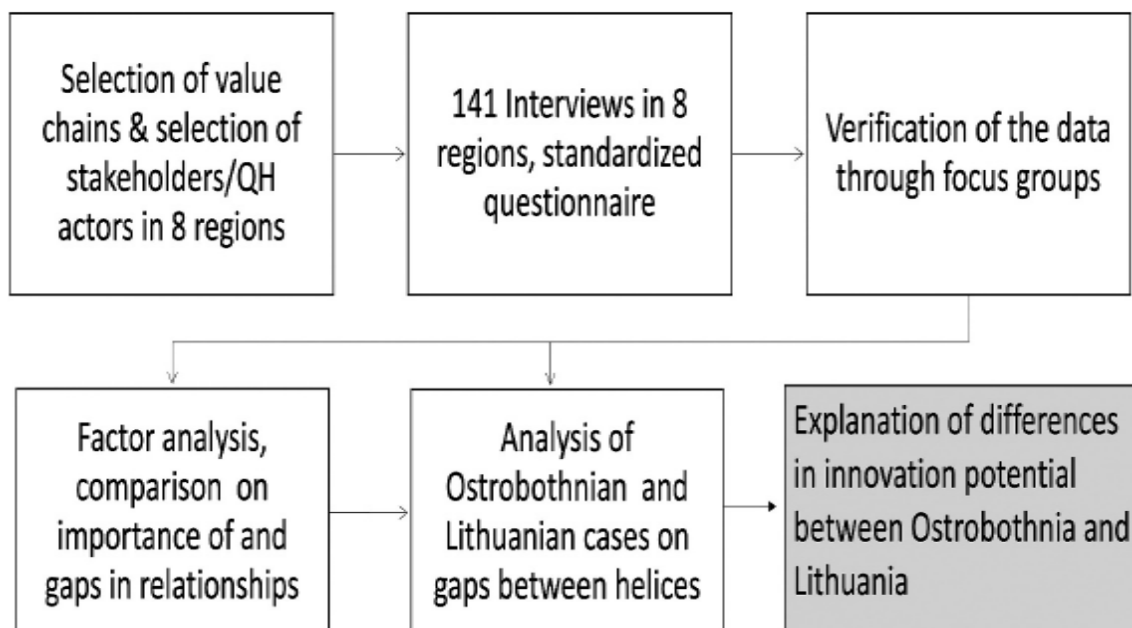 Selection of value
chains & selection of
stakeholders/QH
actors in 8 regions
141 Interviews in 8
regions, standardized
questionnaire
Verification of the data
through focus groups
Factor analysis,
comparison on
importance of and
gaps in relationships
Analysis of
Ostrobothnian and
Lithuanian cases on
gaps between helices
Explanation of differences
in innovation potential
between Ostrobothnia and
Lithuania